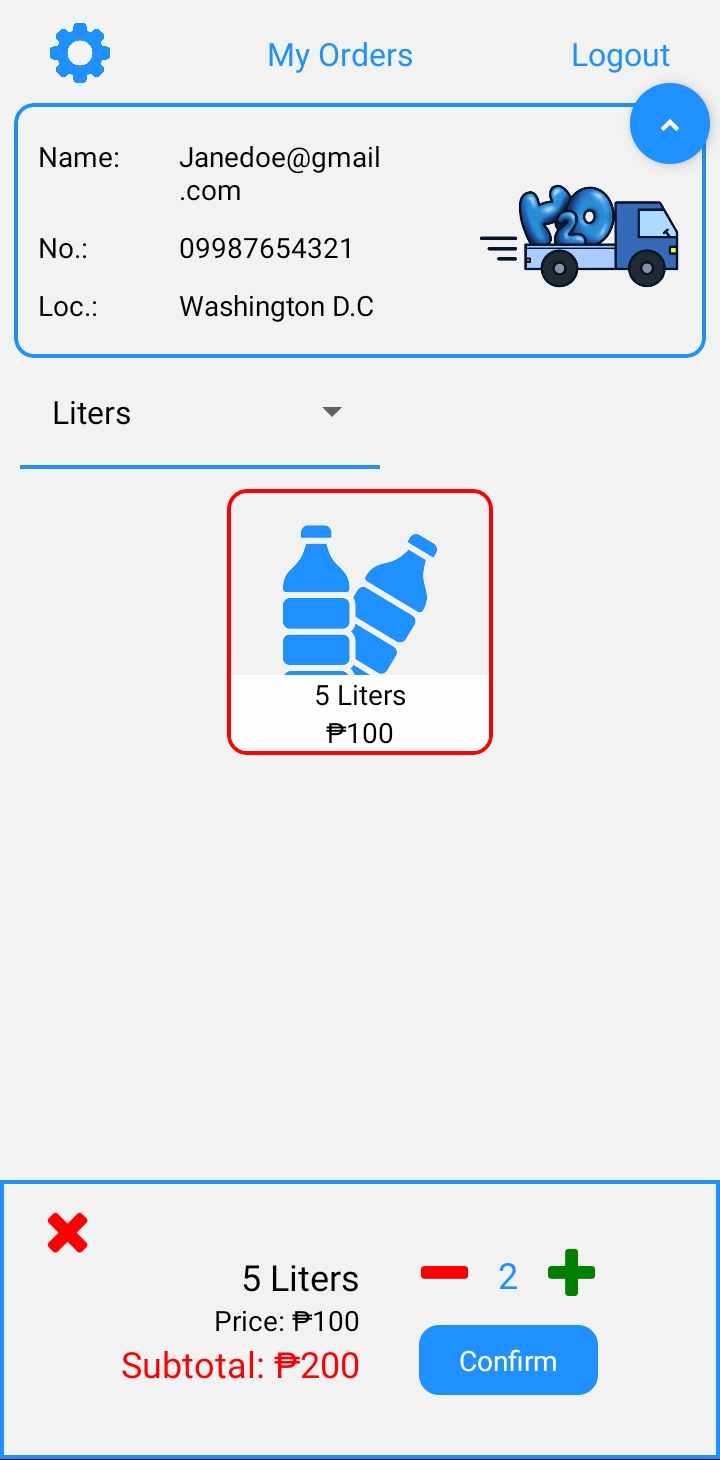 My Orders
Logout
Name:
Janedoe@gmail
.com
H2O
No.:
09987654321
Loc.:
Washington D.C
Liters
5 Liters
₱100
5 Liters
2
Price: ₱100
Subtotal: ₱200
Confirm